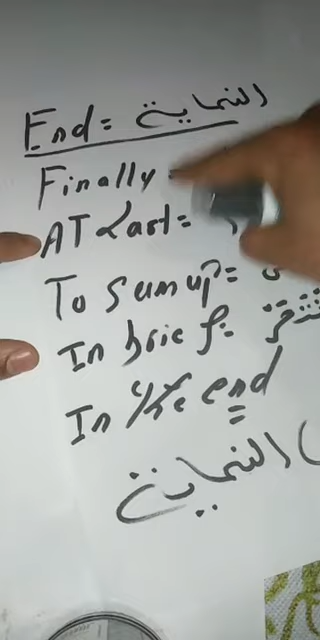 End = النهاية
Finally =
AT Last =
To Sum up =
In brief =
In the end
النهاية